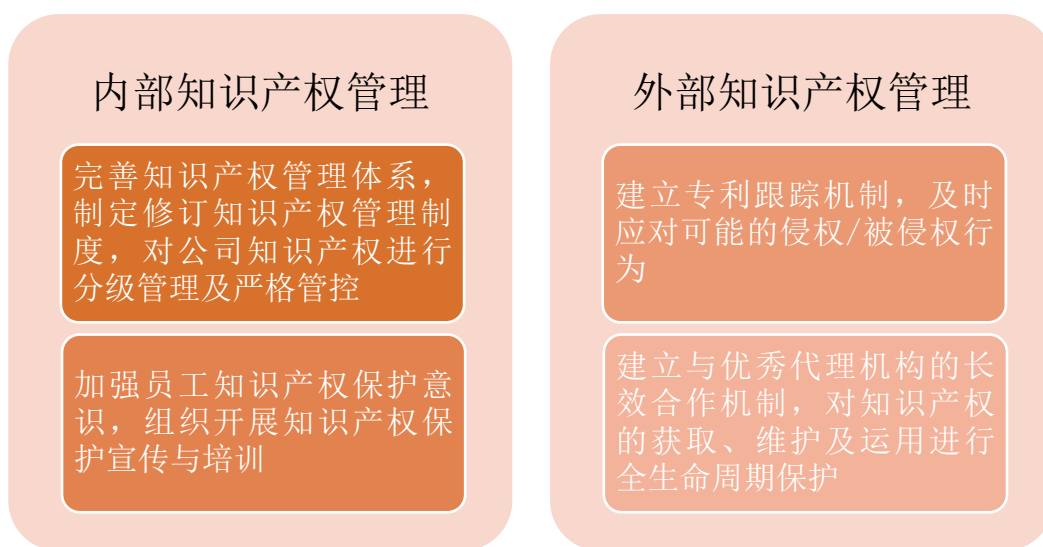 内部知识产权管理
完善知识产权管理体系，
制定修订知识产权管理制
度，对公司知识产权进行
分级管理及严格管控
加强员工知识产权保护意
识，组织开展知识产权保
护宣传与培训
外部知识产权管理
建立专利跟踪机制，及时
应对可能的侵权/被侵权行
为
建立与优秀代理机构的长
效合作机制，对知识产权
的获取、维护及运用进行
全生命周期保护